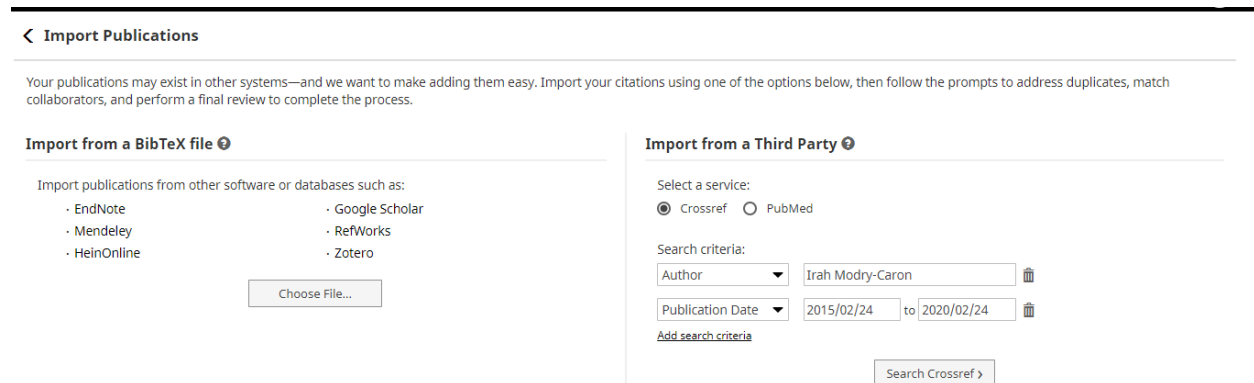 Import Publications
Your publications may exist in other systems—and we want to make adding them easy. Import your citations using one of the options below, then follow the prompts to address duplicates, match
collaborators, and perform a final review to complete the process.
Import from a BibTeX file
Import publications from other software or databases such as:
· EndNote
· Mendeley
· HeinOnline
· Google Scholar
· RefWorks
· Zotero
Choose File...
Import from a Third Party
Select a service:
Crossref PubMed
Search criteria:
Author Irah Modry-Caron
Publication Date 2015/02/24 to 2020/02/24
Add search criteria
Search Crossref ›